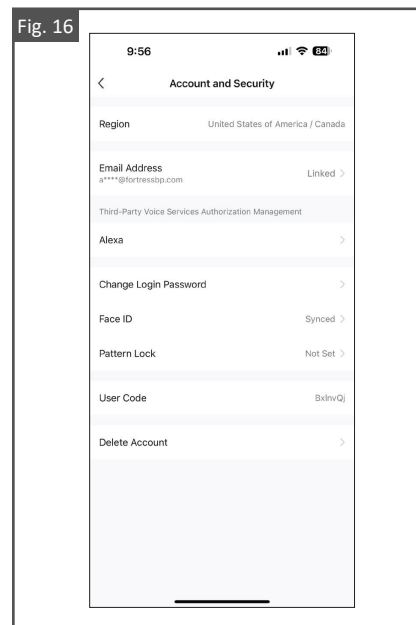 Fig. 16
9:56
84
Account and Security
Region United States of America / Canada
Email Address Linked
a****@fortressbp.com
Third-Party Voice Services Authorization Management
Alexa
Change Login Password
Face ID Synced
Pattern Lock Not Set
User Code BxInvQj
Delete Account